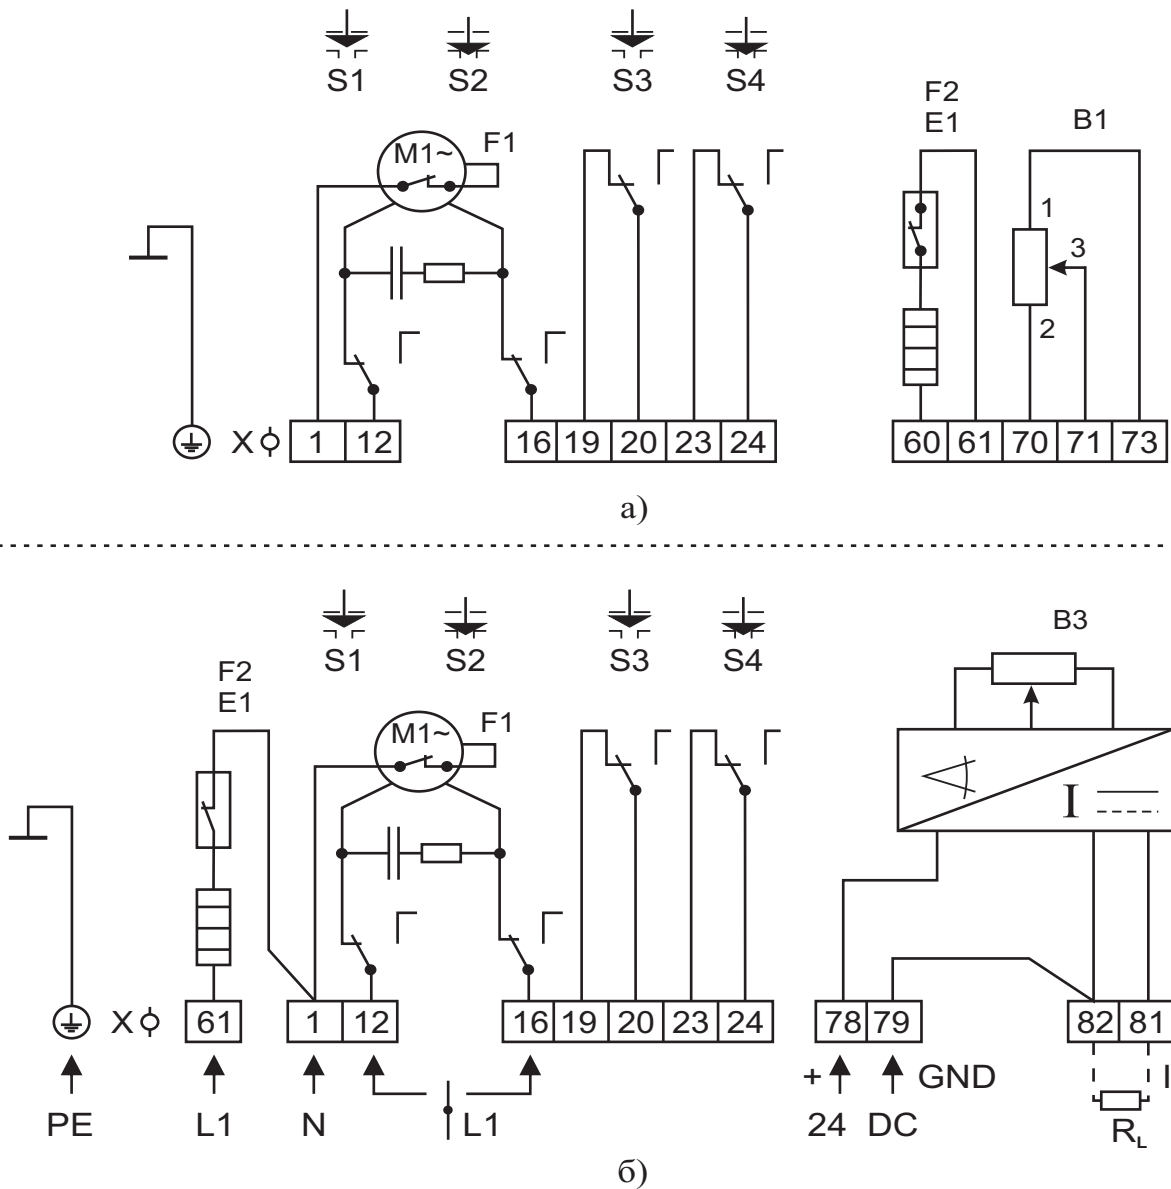 S1 S2 S3 S4
F2
E1 B1
M1~ F1
1
3
2
X 1 12 16 19 20 23 24 60 61 70 71 73
а)
S1 S2 S3 S4 B3
F2
E1
M1~ F1
I
X 61 1 12 16 19 20 23 24 78 79 82 81
+ GND I
PE L1 N L1 24 DC RL
б)